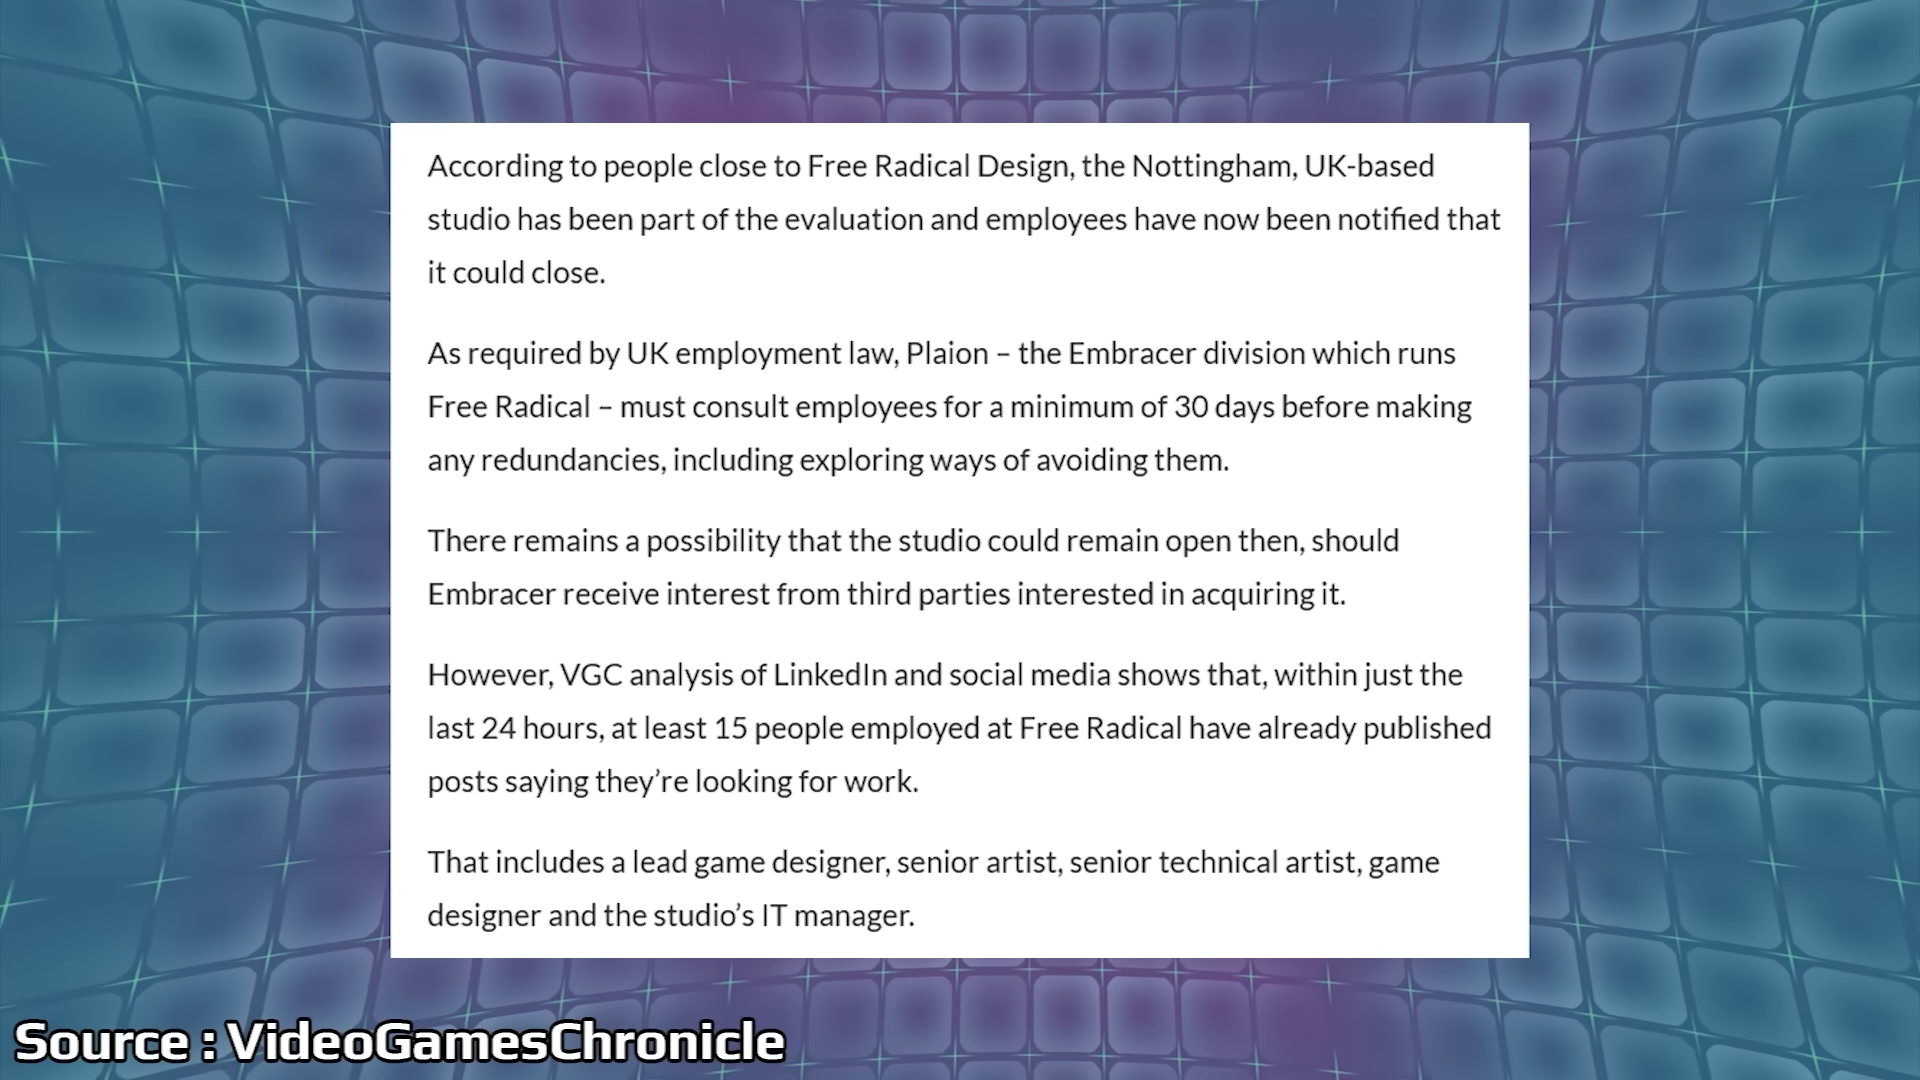 According to people close to Free Radical Design, the Nottingham, UK-based
studio has been part of the evaluation and employees have now been notified that
it could close.
As required by UK employment law, Plaion – the Embracer division which runs
Free Radical – must consult employees for a minimum of 30 days before making
any redundancies, including exploring ways of avoiding them.
There remains a possibility that the studio could remain open then, should
Embracer receive interest from third parties interested in acquiring it.
However, VGC analysis of LinkedIn and social media shows that, within just the
last 24 hours, at least 15 people employed at Free Radical have already published
posts saying they’re looking for work.
That includes a lead game designer, senior artist, senior technical artist, game
designer and the studio’s IT manager.
Source : VideoGamesChronicle